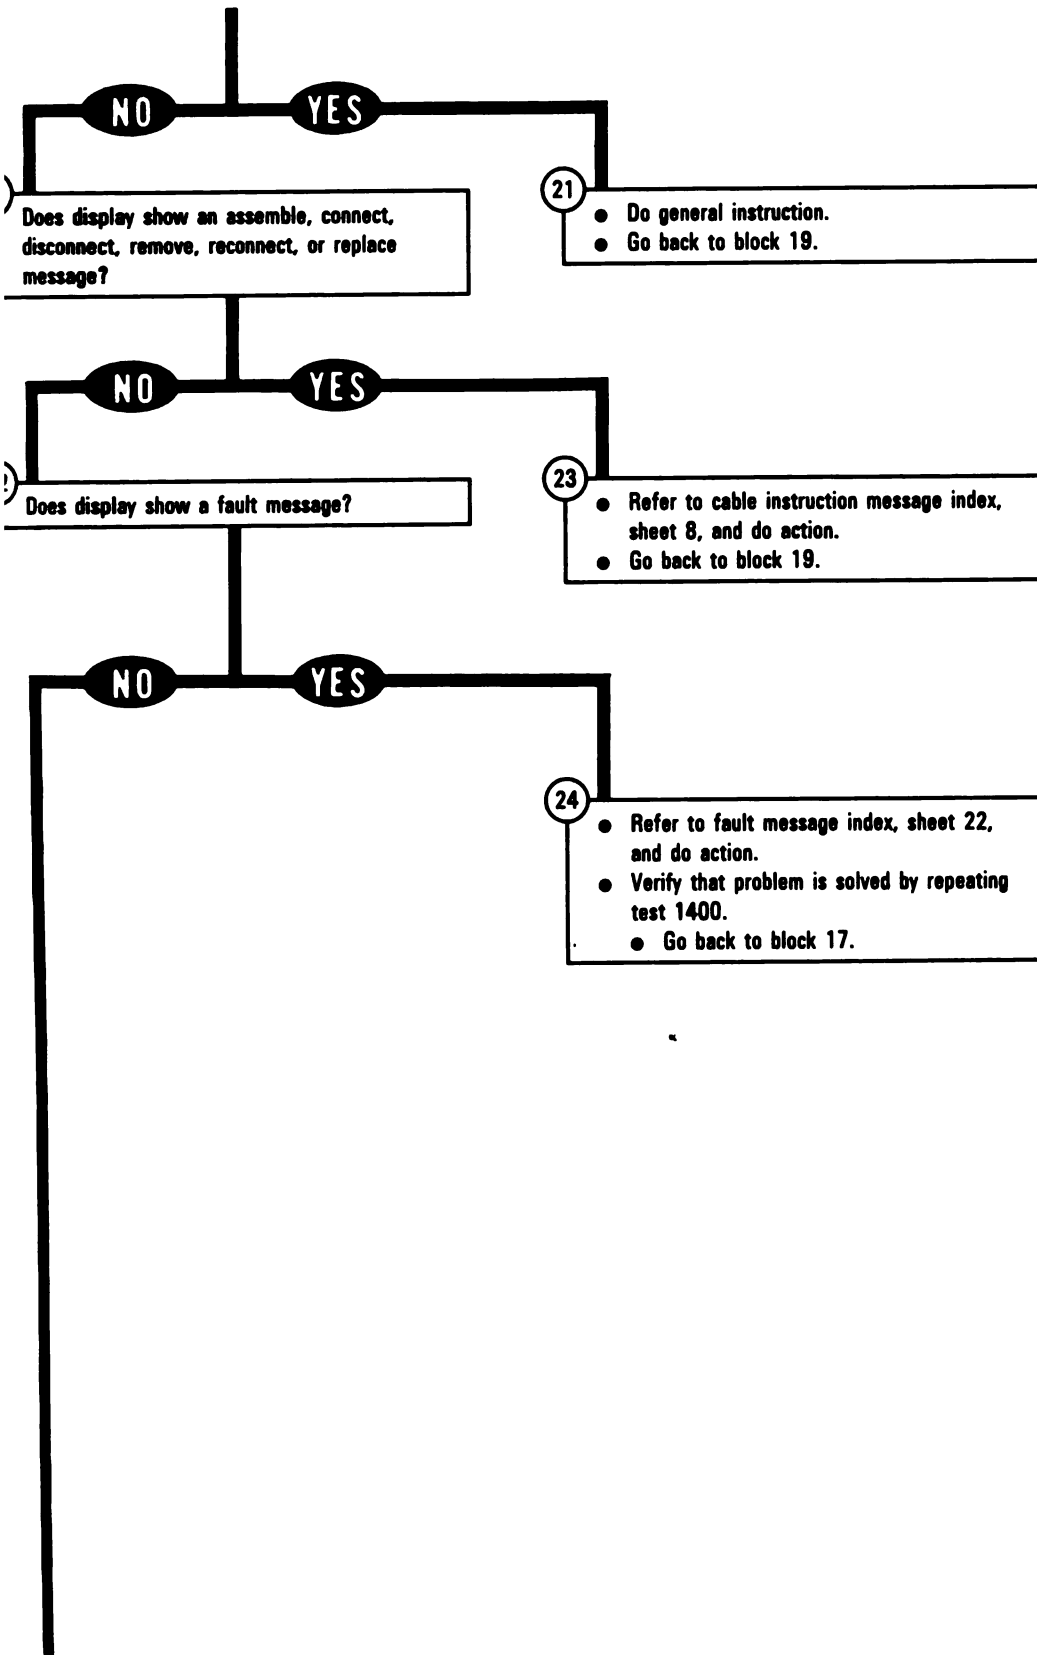 NO YES
Does display show an assemble, connect,
disconnect, remove, reconnect, or replace
message?
21
● Do general instruction.
● Go back to block 19.
NO YES
Does display show a fault message?
23
● Refer to cable instruction message index,
sheet 8, and do action.
● Go back to block 19.
NO YES
24
● Refer to fault message index, sheet 22,
and do action.
● Verify that problem is solved by repeating
test 1400.
● Go back to block 17.